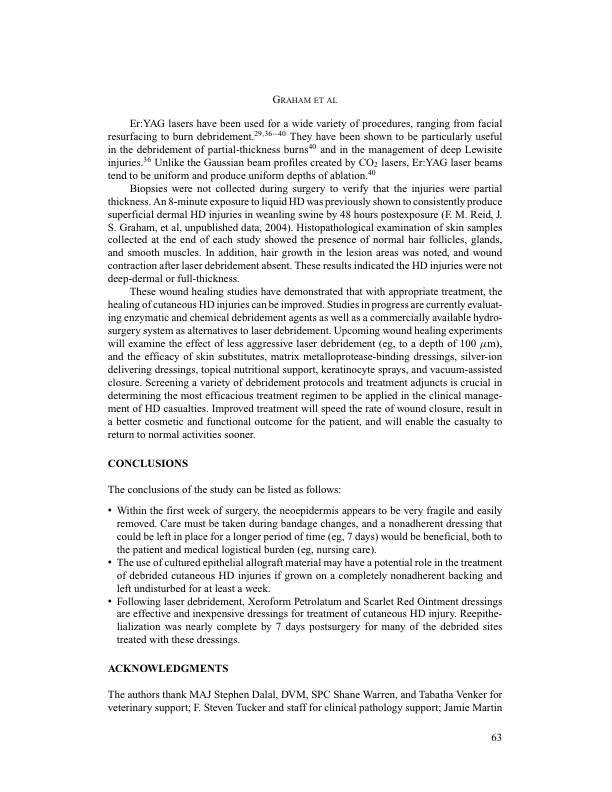 GRAHAM ET AL
Er:YAG lasers have been used for a wide variety of procedures, ranging from facial
resurfacing to burn debridement.29,36–40 They have been shown to be particularly useful
in the debridement of partial-thickness burns40 and in the management of deep Lewisite
injuries.36 Unlike the Gaussian beam profiles created by CO2 lasers, Er:YAG laser beams
tend to be uniform and produce uniform depths of ablation.40
Biopsies were not collected during surgery to verify that the injuries were partial
thickness. An 8-minute exposure to liquid HD was previously shown to consistently produce
superficial dermal HD injuries in weanling swine by 48 hours postexposure (F. M. Reid, J.
S. Graham, et al, unpublished data, 2004). Histopathological examination of skin samples
collected at the end of each study showed the presence of normal hair follicles, glands,
and smooth muscles. In addition, hair growth in the lesion areas was noted, and wound
contraction after laser debridement absent. These results indicated the HD injuries were not
deep-dermal or full-thickness.
These wound healing studies have demonstrated that with appropriate treatment, the
healing of cutaneous HD injuries can be improved. Studies in progress are currently evaluat-
ing enzymatic and chemical debridement agents as well as a commercially available hydro-
surgery system as alternatives to laser debridement. Upcoming wound healing experiments
will examine the effect of less aggressive laser debridement (eg, to a depth of 100 μm),
and the efficacy of skin substitutes, matrix metalloprotease-binding dressings, silver-ion
delivering dressings, topical nutritional support, keratinocyte sprays, and vacuum-assisted
closure. Screening a variety of debridement protocols and treatment adjuncts is crucial in
determining the most efficacious treatment regimen to be applied in the clinical manage-
ment of HD casualties. Improved treatment will speed the rate of wound closure, result in
a better cosmetic and functional outcome for the patient, and will enable the casualty to
return to normal activities sooner.
CONCLUSIONS
The conclusions of the study can be listed as follows:
• Within the first week of surgery, the neoepidermis appears to be very fragile and easily
removed. Care must be taken during bandage changes, and a nonadherent dressing that
could be left in place for a longer period of time (eg, 7 days) would be beneficial, both to
the patient and medical logistical burden (eg, nursing care).
• The use of cultured epithelial allograft material may have a potential role in the treatment
of debrided cutaneous HD injuries if grown on a completely nonadherent backing and
left undisturbed for at least a week.
• Following laser debridement, Xeroform Petrolatum and Scarlet Red Ointment dressings
are effective and inexpensive dressings for treatment of cutaneous HD injury. Reepithe-
lialization was nearly complete by 7 days postsurgery for many of the debrided sites
treated with these dressings.
ACKNOWLEDGMENTS
The authors thank MAJ Stephen Dalal, DVM, SPC Shane Warren, and Tabatha Venker for
veterinary support; F. Steven Tucker and staff for clinical pathology support; Jamie Martin
63